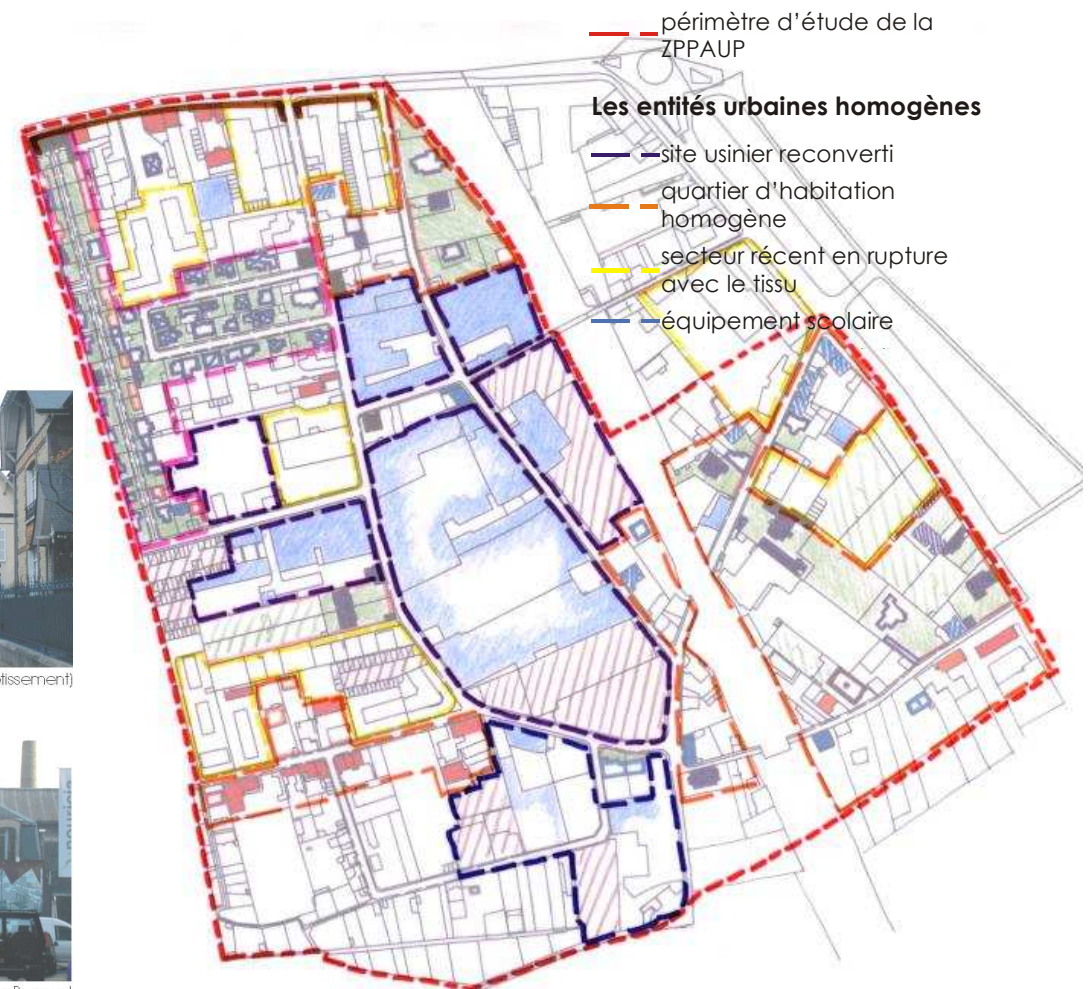 périmètre d'étude de la
ZPPAUP
Les entités urbaines homogènes
site usinier reconverti
quartier d'habitation
homogène
secteur récent en rupture
avec le tissu
équipement scolaire
tissement)
nouricia